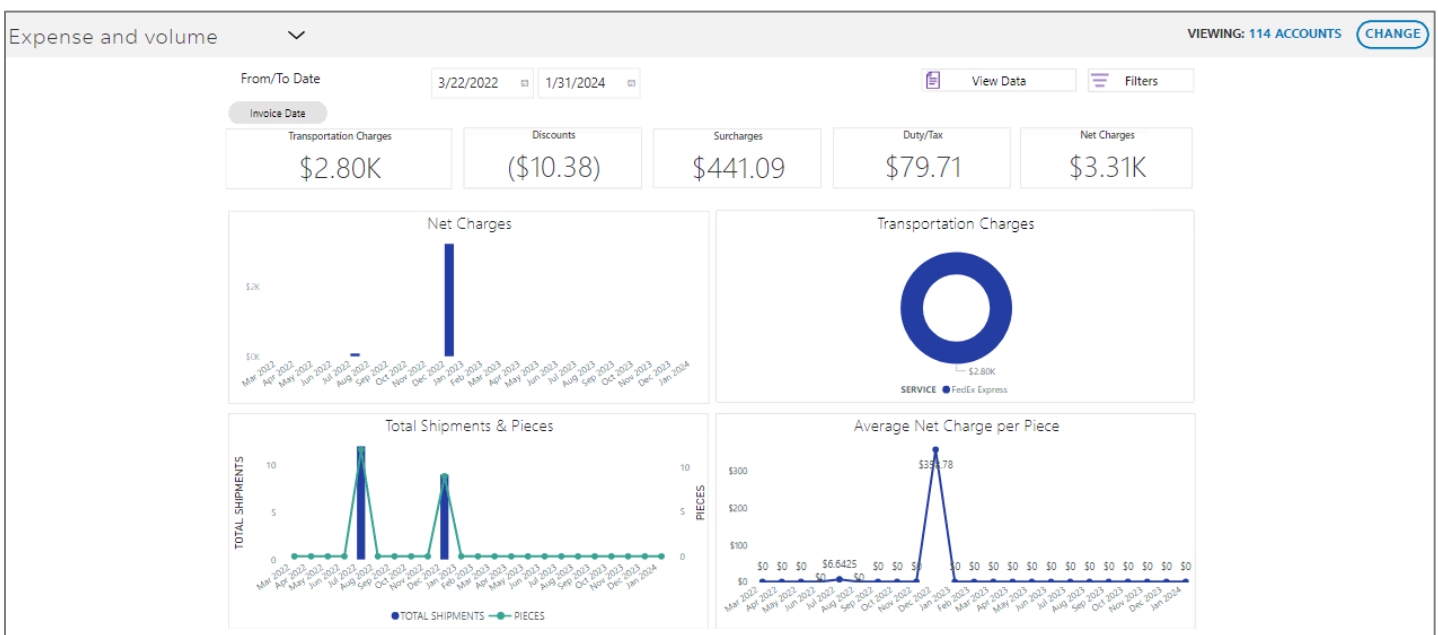 Expense and volume
VIEWING: 114 ACCOUNTS
CHANGE
From/To Date
3/22/2022
1/31/2024
View Data
Filters
Invoice Date
Transportation Charges
$2.80K
Discounts
($10.38)
Surcharges
$441.09
Duty/Tax
$79.71
Net Charges
$3.31K
Net Charges
$2K
$0K
Mar 2022 Apr 2022 May 2022 Jun 2022 Jul 2022 Aug 2022 Sep 2022 Oct 2022 Nov 2022 Dec 2022 Jan 2023 Feb 2023 Mar 2023 Apr 2023 May 2023 Jun 2023 Jul 2023 Aug 2023 Sep 2023 Oct 2023 Nov 2023 Dec 2023 Jan 2024
Transportation Charges
$2.80K
SERVICE FedEx Express
Total Shipments & Pieces
TOTAL SHIPMENTS
10
5
0
10
5
0
PIECES
Mar 2022 Apr 2022 May 2022 Jun 2022 Jul 2022 Aug 2022 Sep 2022 Oct 2022 Nov 2022 Dec 2022 Jan 2023 Feb 2023 Mar 2023 Apr 2023 May 2023 Jun 2023 Jul 2023 Aug 2023 Sep 2023 Oct 2023 Nov 2023 Dec 2023 Jan 2024
TOTAL SHIPMENTS PIECES
Average Net Charge per Piece
$300
$200
$100
$0
$0 $0 $0 $0 $6.6425 $0 $0 $0 $0 $0 $0 $0 $0 $0 $0 $0 $0 $0 $0 $0 $0 $0
Mar 2022 Apr 2022 May 2022 Jun 2022 Jul 2022 Aug 2022 Sep 2022 Oct 2022 Nov 2022 Dec 2022 Jan 2023 Feb 2023 Mar 2023 Apr 2023 May 2023 Jun 2023 Jul 2023 Aug 2023 Sep 2023 Oct 2023 Nov 2023 Dec 2023 Jan 2024